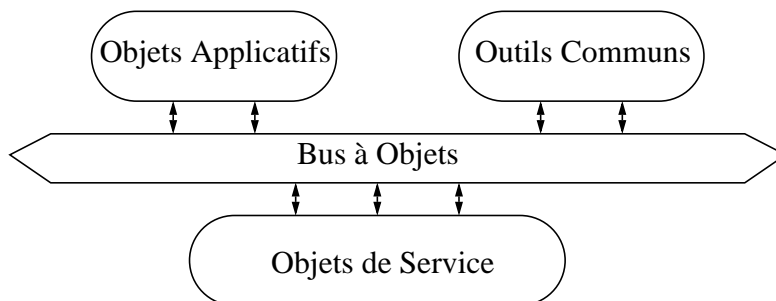 Objets Applicatifs
Outils Communs
Bus à Objets
Objets de Service